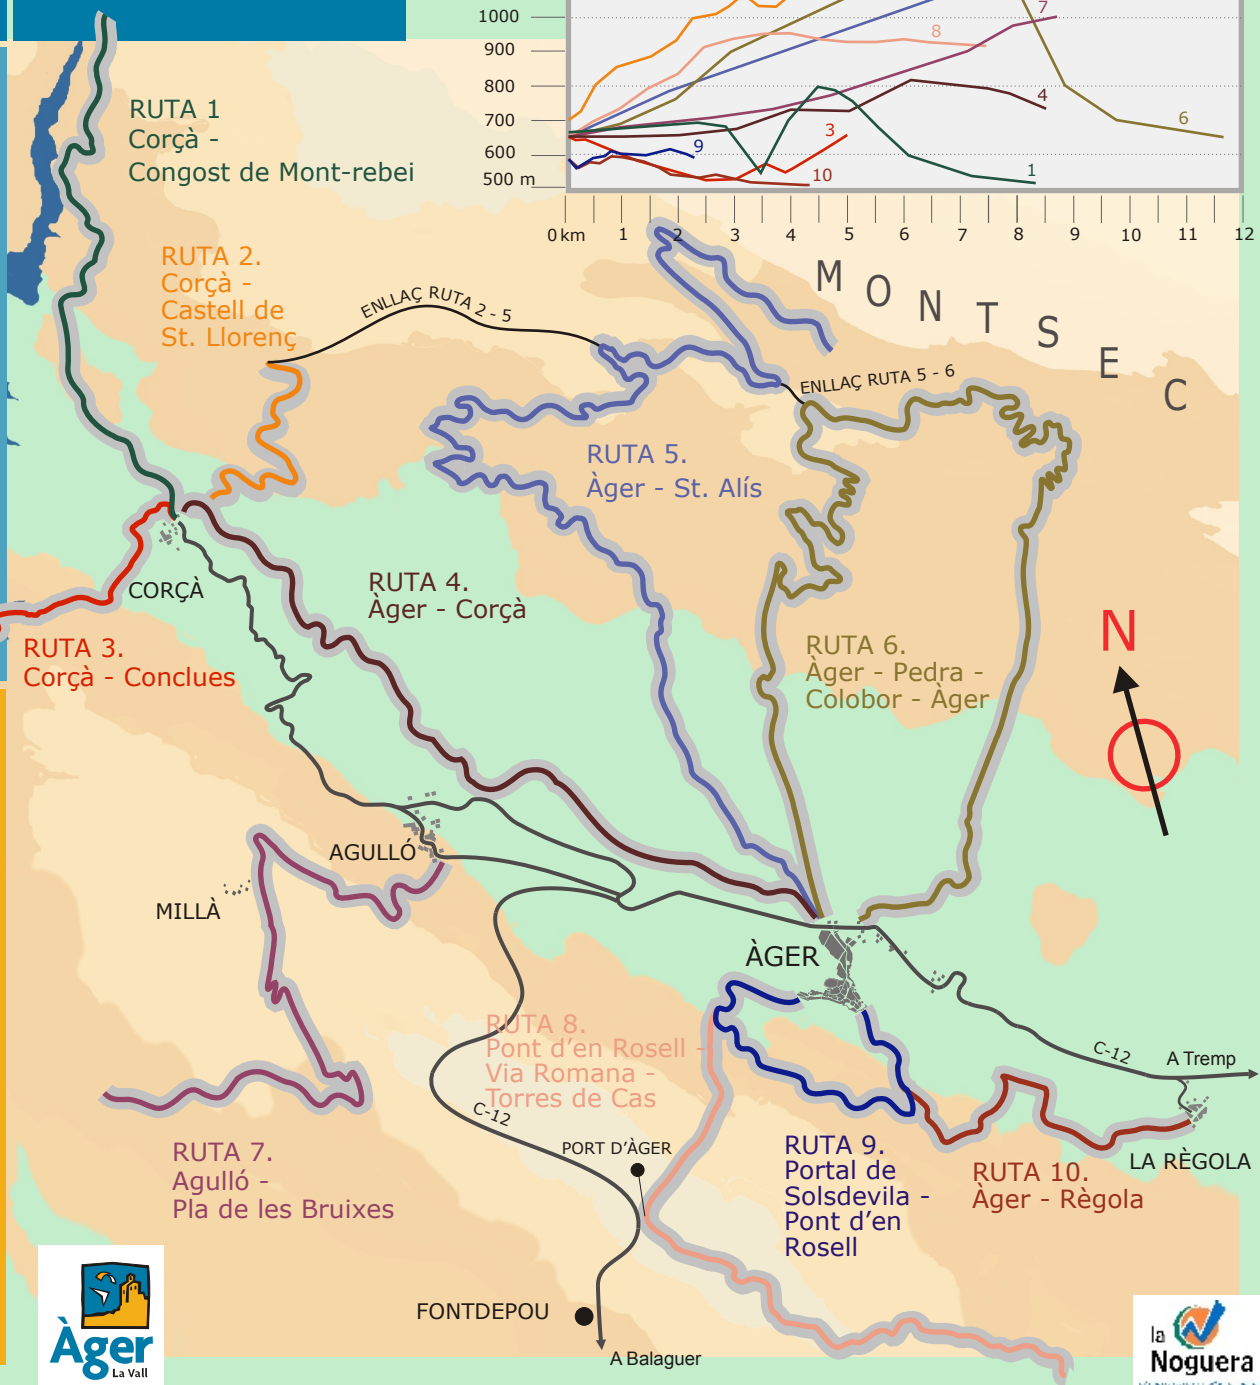 1000
900
800
700
600
500 m
7
8
4
6
3
9
10
1
0 km 1 2 3 4 5 6 7 8 9 10 11 12
RUTA 1
Corçà -
Congost de Mont-rebei
RUTA 2.
Corçà -
Castell de
St. Llorenç
ENLLAÇ RUTA 2 - 5
MONTSEC
ENLLAÇ RUTA 5 - 6
RUTA 5.
Àger - St. Alís
CORÇÀ
RUTA 4.
Àger - Corçà
RUTA 3.
Corçà - Conclues
RUTA 6.
Àger - Pedra -
Colobor - Àger
N
AGULLÓ
MILLÀ
ÀGER
RUTA 8.
Pont d'en Rosell -
Via Romana -
Torres de Cas
C-12
C-12
A Tremp
PORT D'ÀGER
RUTA 7.
Agulló -
Pla de les Bruixes
RUTA 9.
Portal de
Solsdevila -
Pont d'en
Rosell
RUTA 10.
Àger - Règola
LA RÈGOLA
FONTDEPOU
A Balaguer
Àger
La Vall
la
Noguera